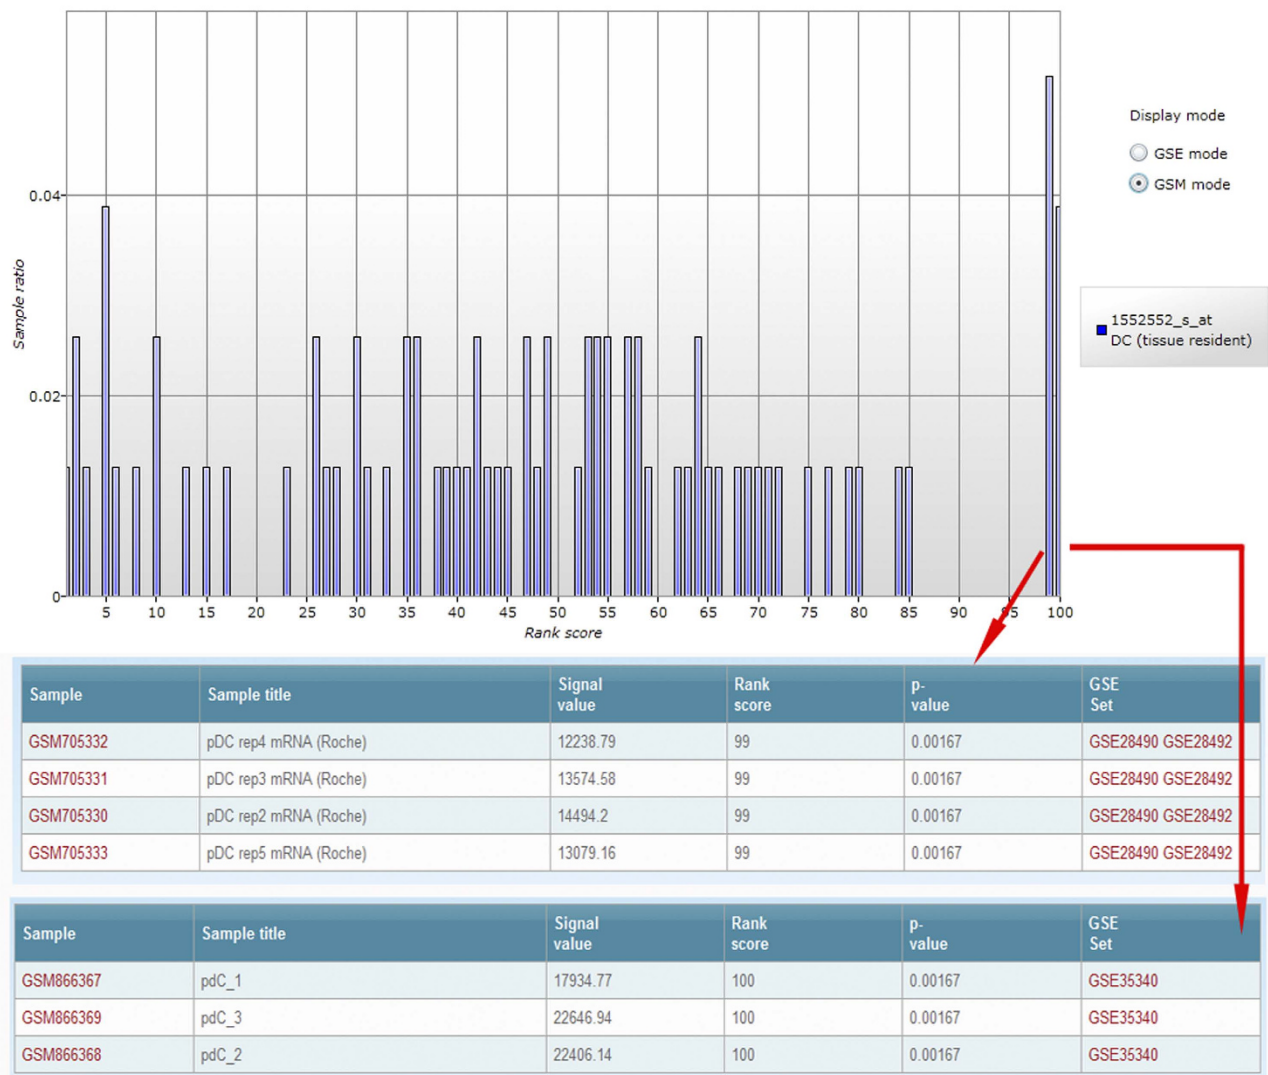 Display mode
GSE mode
GSM mode
0.04
0.02
0
Sample ratio
1552552_s_at
DC (tissue resident)
5 10 15 20 25 30 35 40 45 50 55 60 65 70 75 80 85 90 95 100
Rank score
Sample Sample title Signal value Rank score p-value GSE Set
GSM705332 pDC rep4 mRNA (Roche) 12238.79 99 0.00167 GSE28490 GSE28492
GSM705331 pDC rep3 mRNA (Roche) 13574.58 99 0.00167 GSE28490 GSE28492
GSM705330 pDC rep2 mRNA (Roche) 14494.2 99 0.00167 GSE28490 GSE28492
GSM705333 pDC rep5 mRNA (Roche) 13079.16 99 0.00167 GSE28490 GSE28492
Sample Sample title Signal value Rank score p-value GSE Set
GSM866367 pdC_1 17934.77 100 0.00167 GSE35340
GSM866369 pdC_3 22646.94 100 0.00167 GSE35340
GSM866368 pdC_2 22406.14 100 0.00167 GSE35340